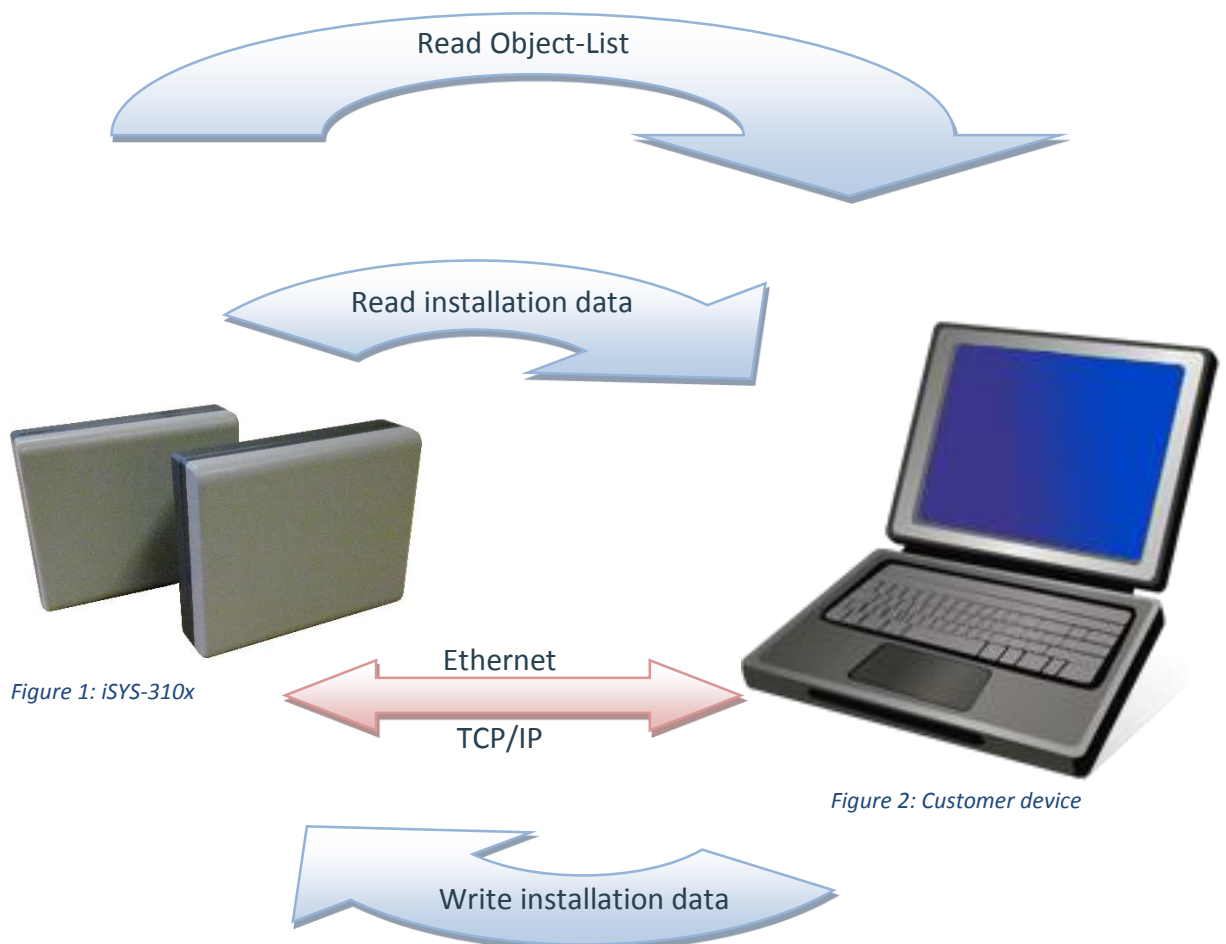 Read Object-List
Read installation data
Figure 1: iSYS-310x
Ethernet
TCP/IP
Figure 2: Customer device
Write installation data